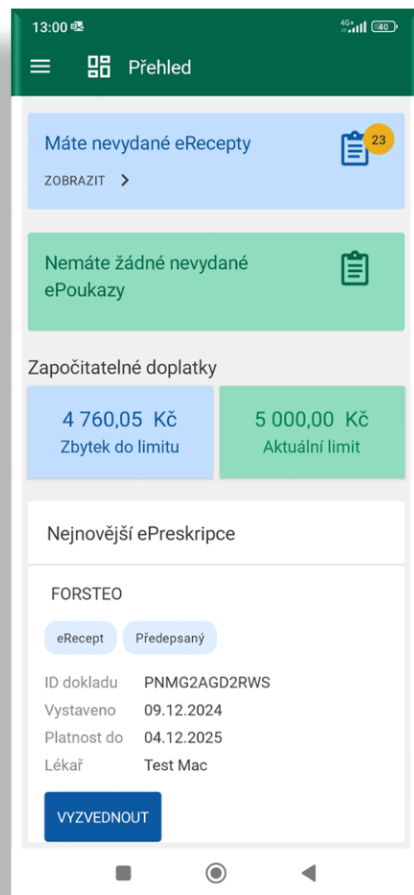 13:00
4G+
40
Přehled
Máte nevydané eRecepty
23
ZOBRAZIT
Nemáte žádné nevydané
ePoukazy
Započitatelné doplatky
4 760,05 Kč
Zbytek do limitu
5 000,00 Kč
Aktuální limit
Nejnovější ePreskripce
FORSTEO
eRecept
Předepsaný
ID dokladu PNMG2AGD2RWS
Vystaveno 09.12.2024
Platnost do 04.12.2025
Lékař Test Mac
VYZVEDNOUT